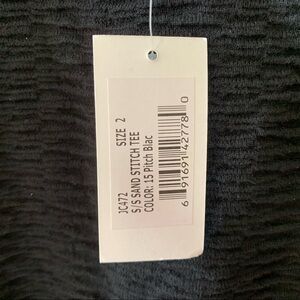 JC472 SIZE 2
S/S SAND STITCH TEE
COLOR: 15 Pitch Blac
6 91691 42778 0